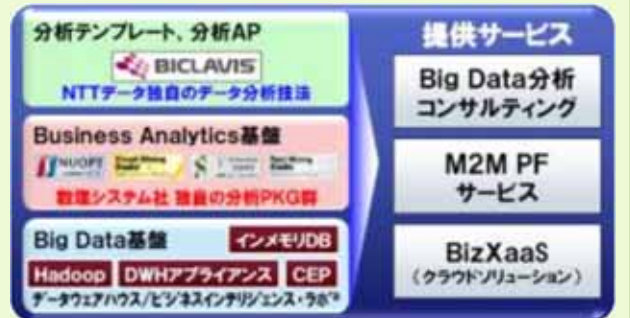 分析テンプレート、分析AP
BICLAVIS
NTTデータ独自のデータ分析技法
Business Analytics基盤
NUOPT
数理システム社 独自の分析PKG群
Big Data基盤
インメモリDB
Hadoop DWHアプライアンス CEP
データウェアハウス/ビジネスインテリジェンス・ラボ®
提供サービス
Big Data分析
コンサルティング
M2M PF
サービス
BizXaaS
(クラウドソリューション)